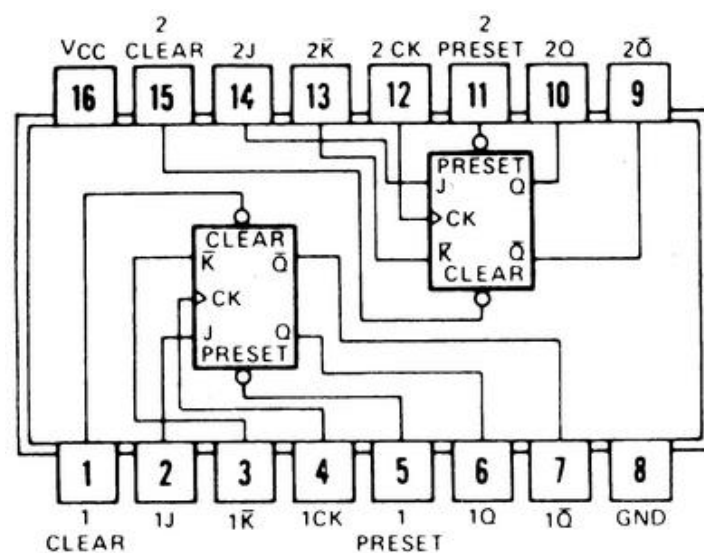 2 2
VCC CLEAR 2J 2K̅ 2 CK PRESET 2Q 2Q̅
16 15 14 13 12 11 10 9
PRESET
J Q
CK
K̅ Q̅
CLEAR
CLEAR
K̅ Q̅
CK
J Q
PRESET
1 2 3 4 5 6 7 8
1 1J 1K̅ 1CK 1 1Q 1Q̅ GND
CLEAR PRESET